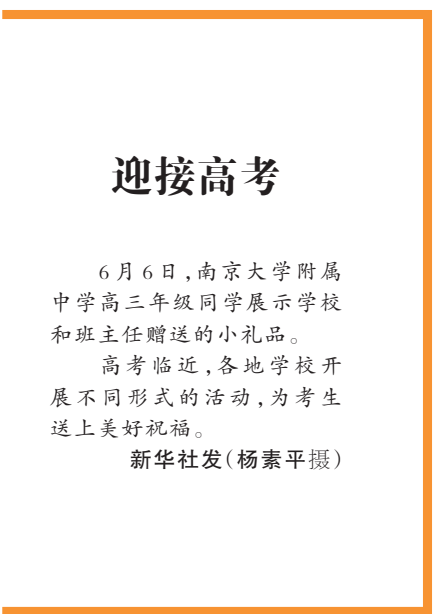 迎接高考
6月6日,南京大学附属
中学高三年级同学展示学校
和班主任赠送的小礼品。
高考临近,各地学校开
展不同形式的活动,为考生
送上美好祝福。
新华社发(杨素平摄)